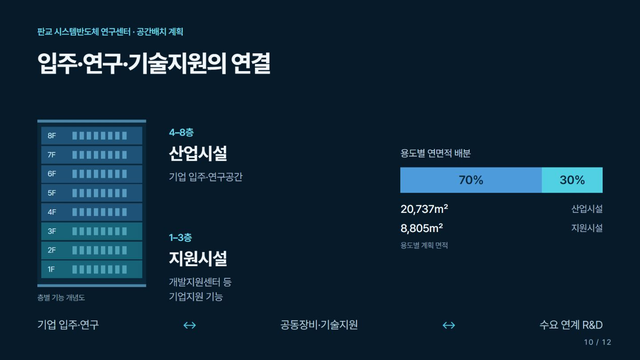 판교 시스템반도체 연구센터 · 공간배치 계획
입주·연구·기술지원의 연결
8F
7F
6F
5F
4F
3F
2F
1F
층별 기능 개념도
4–8층
산업시설
기업 입주·연구공간
1–3층
지원시설
개발지원센터 등
기업지원 기능
용도별 연면적 배분
70% 30%
20,737m² 산업시설
8,805m² 지원시설
용도별 계획 면적
기업 입주·연구 ↔ 공동장비·기술지원 ↔ 수요 연계 R&D
10 / 12